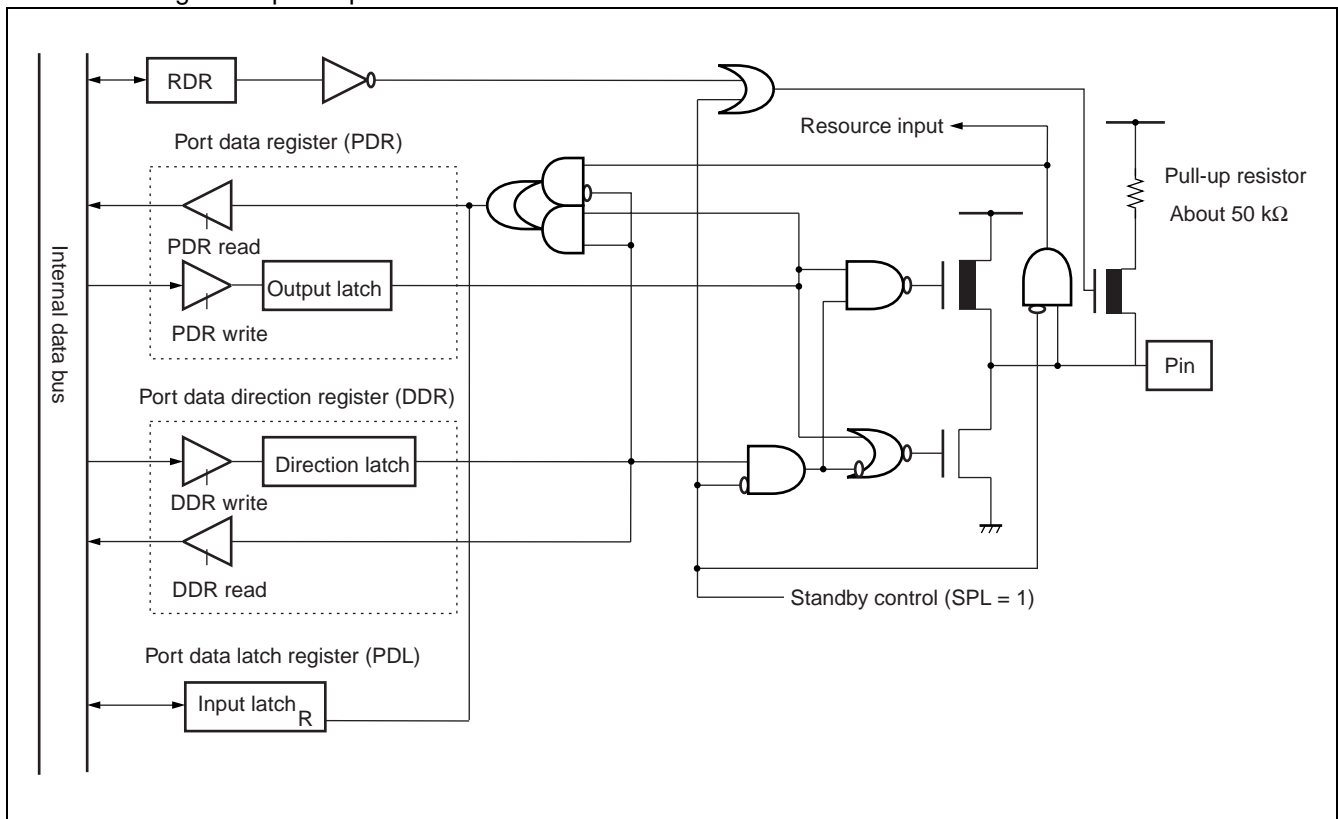 RDR
Resource input
Port data register (PDR)
Pull-up resistor
About 50 kΩ
PDR read
Output latch
PDR write
Internal data bus
Pin
Port data direction register (DDR)
Direction latch
DDR write
DDR read
Standby control (SPL = 1)
Port data latch register (PDL)
Input latch
R